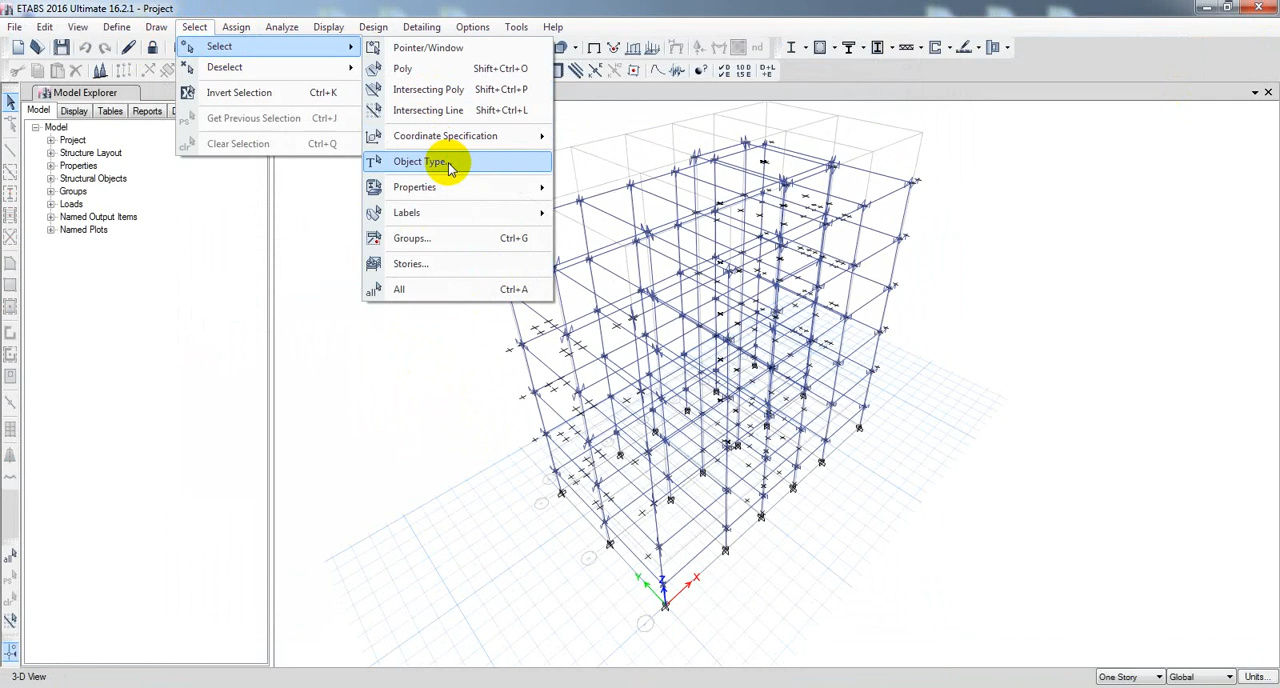 ETABS 2016 Ultimate 16.2.1 - Project
File Edit View Define Draw Select Assign Analyze Display Design Detailing Options Tools Help
Select
Deselect
Invert Selection Ctrl+K
Get Previous Selection Ctrl+J
Clear Selection Ctrl+Q
Pointer/Window
Poly Shift+Ctrl+O
Intersecting Poly Shift+Ctrl+P
Intersecting Line Shift+Ctrl+L
Coordinate Specification
Object Type...
Properties
Labels
Groups... Ctrl+G
Stories...
All Ctrl+A
nd
Model Explorer
Model Display Tables Reports
Model
Project
Structure Layout
Properties
Structural Objects
Groups
Loads
Named Output Items
Named Plots
Z
Y X
3-D View
One Story Global Units...